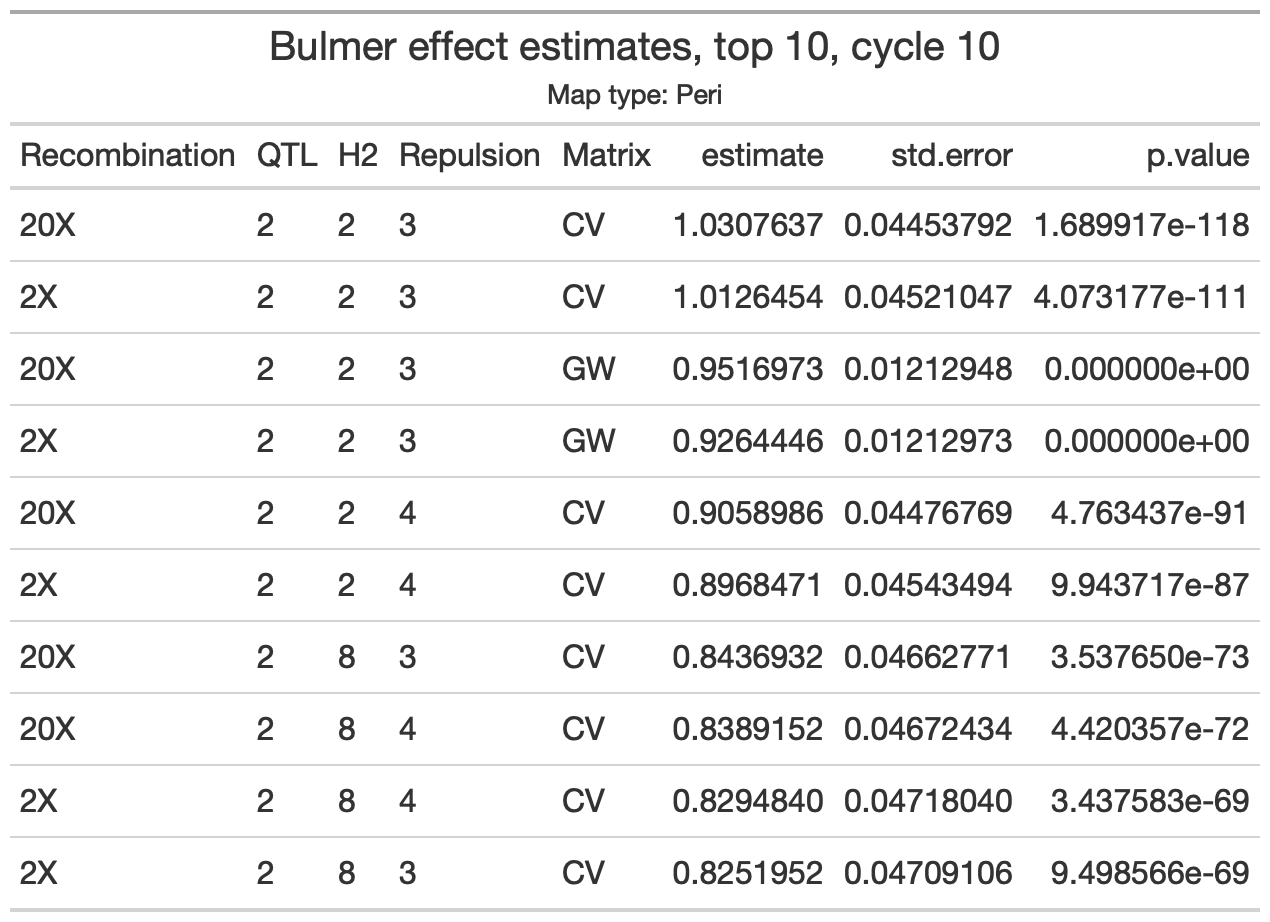 Bulmer effect estimates, top 10, cycle 10
Map type: Peri
Recombination QTL H2 Repulsion Matrix estimate std.error p.value
20X 2 2 3 CV 1.0307637 0.04453792 1.689917e-118
2X 2 2 3 CV 1.0126454 0.04521047 4.073177e-111
20X 2 2 3 GW 0.9516973 0.01212948 0.000000e+00
2X 2 2 3 GW 0.9264446 0.01212973 0.000000e+00
20X 2 2 4 CV 0.9058986 0.04476769 4.763437e-91
2X 2 2 4 CV 0.8968471 0.04543494 9.943717e-87
20X 2 8 3 CV 0.8436932 0.04662771 3.537650e-73
20X 2 8 4 CV 0.8389152 0.04672434 4.420357e-72
2X 2 8 4 CV 0.8294840 0.04718040 3.437583e-69
2X 2 8 3 CV 0.8251952 0.04709106 9.498566e-69